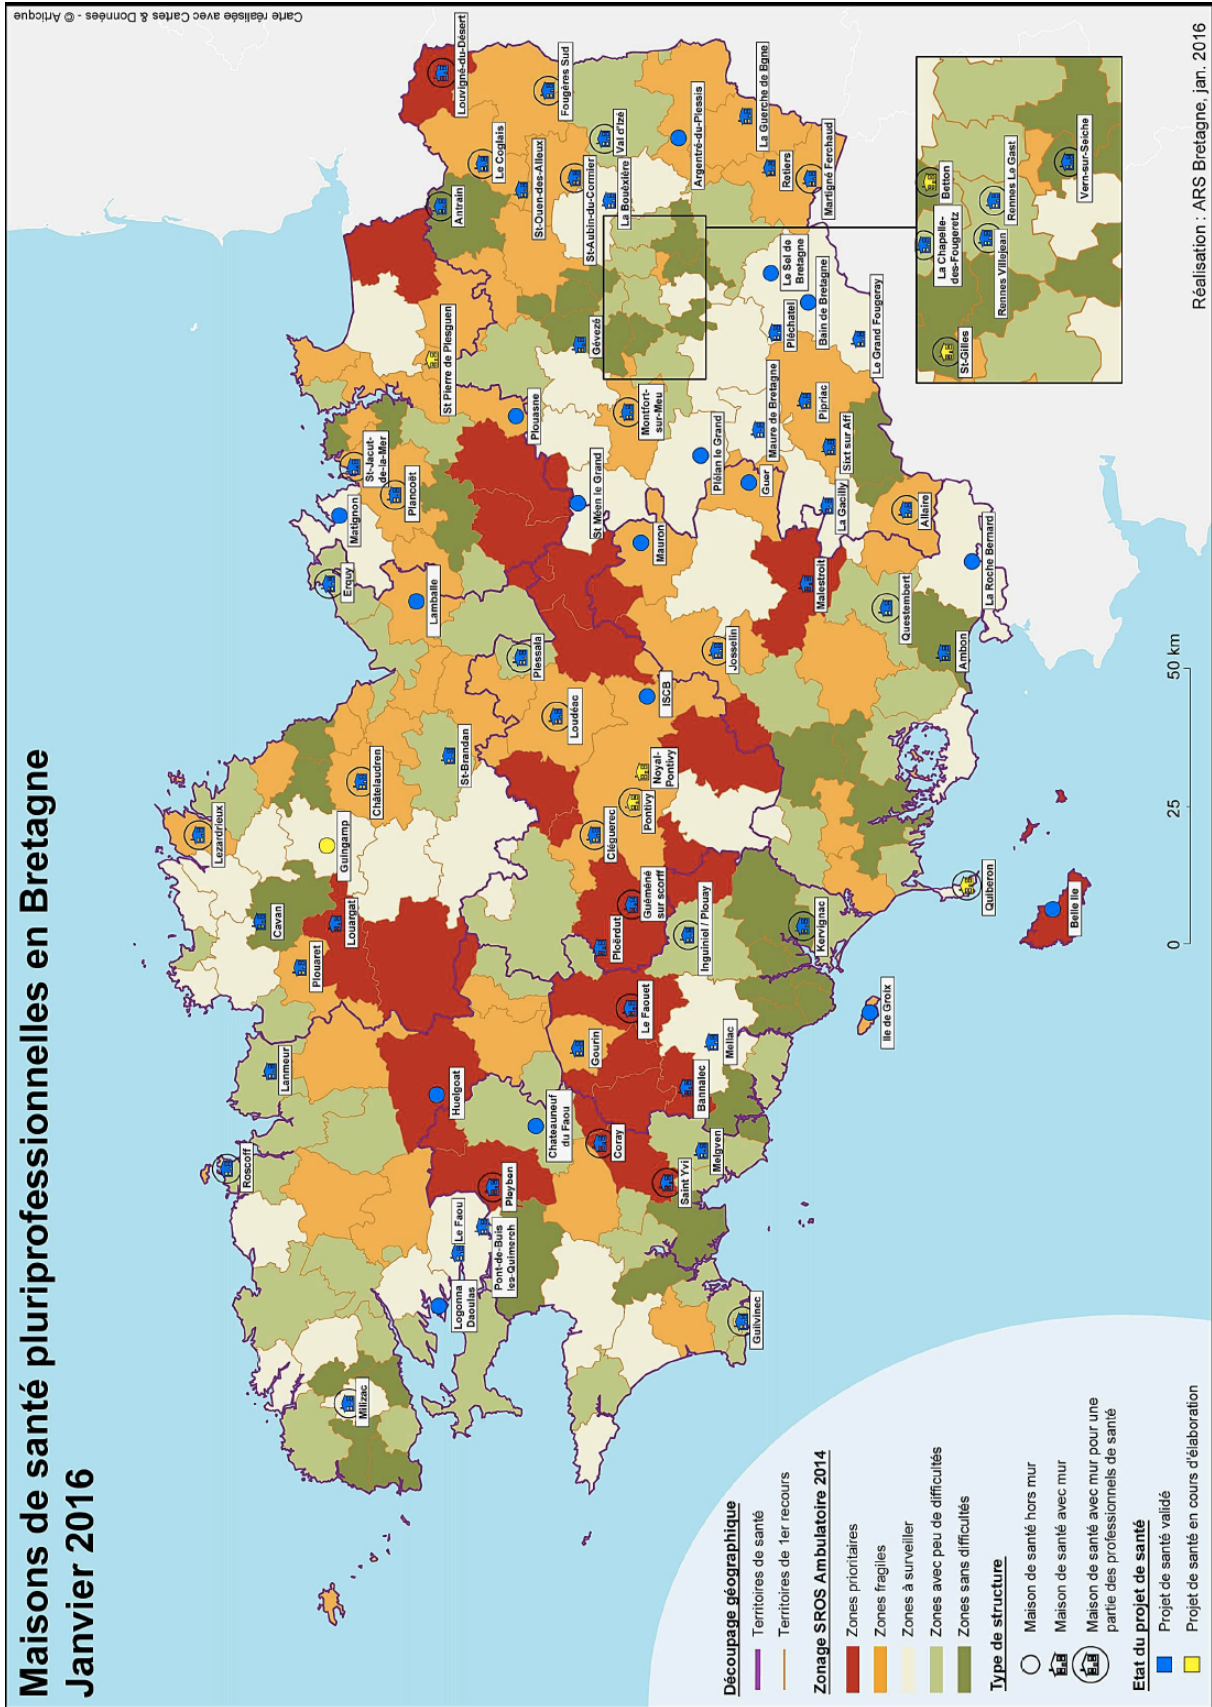 Maisons de santé pluriprofessionnelles en Bretagne
Janvier 2016
Carte réalisée avec Cartes & Données - © Artique
Réalisation : ARS Bretagne, jan. 2016
Roscoff
Lanmeur
Plouaret
Cavan
Louargat
Lezardrieux
Guingamp
Châtelaudren
St-Brandan
Erquy
Matignon
St-Jacut-
de-la-Mer
Plancoët
Lamballe
Plessala
Loudéac
Plouasne
St Pierre de Plesguen
Antrain
Louvigné-du-Désert
Le Coglais
Fougères Sud
St-Ouen-des-Alleux
St-Aubin-du-Cormier
Val d'Izé
La Bouëxière
Gévezé
Argentré-du-Plessis
La Guerche de Bgne
Retiers
Martigné Ferchaud
Le Sel de
Bretagne
Bain de Bretagne
Pléchatel
Le Grand Fougeray
Montfort-
sur-Meu
Maure de Bretagne
Pipriac
Sixt sur Aff
St Méen le Grand
Plélan le Grand
Guer
La Gacilly
Allaire
Mauron
Malestroit
La Roche Bernard
Questembert
Ambon
Josselin
ISCB
Noyal-
Pontivy
Pontivy
Cléguerec
Guéméné
sur scorff
Ploërdut
Inguiniol / Plouay
Kervignac
Quiberon
Belle Ile
Ile de Groix
Le Faouet
Gourin
Mellac
Bannalec
Huelgoat
Chateauneuf
du Faou
Coray
Saint Yvi
Melgven
Pleyben
Le Faou
Pont-de-Buis
les-Quimerch
Logonna
Daoulas
Milizac
Guilvinec
La Chapelle-
des-Fougeretz
Betton
St-Gilles
Rennes Villejean
Rennes Le Gast
Vern-sur-Seiche
0
25
50 km
Découpage géographique
Territoires de santé
Territoires de 1er recours
Zonage SROS Ambulatoire 2014
Zones prioritaires
Zones fragiles
Zones à surveiller
Zones avec peu de difficultés
Zones sans difficultés
Type de structure
Maison de santé hors mur
Maison de santé avec mur
Maison de santé avec mur pour une
partie des professionnels de santé
Etat du projet de santé
Projet de santé validé
Projet de santé en cours d'élaboration